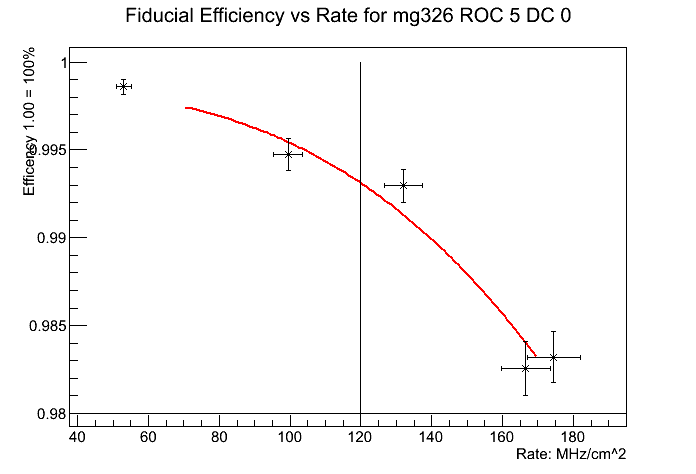 Fiducial Efficiency vs Rate for mg326 ROC 5 DC 0
Efficency 1.00 = 100%
1
0.995
0.99
0.985
0.98
40 60 80 100 120 140 160 180
Rate: MHz/cm^2